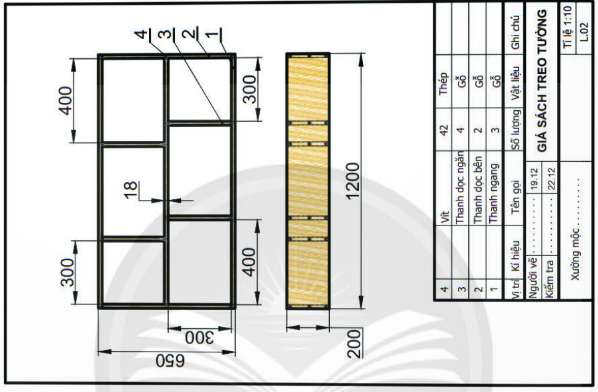 4 3 2 1
400
300
18
300
400
300
650
1200
200
4 Vít 42 Thép
3 Thanh dọc ngăn 4 Gỗ
2 Thanh dọc bên 2 Gỗ
1 Thanh ngang 3 Gỗ
Vị trí Kí hiệu Tên gọi Số lượng Vật liệu Ghi chú
Người vẽ . . . . . . . . . . 19.12
GIÁ SÁCH TREO TƯỜNG
Kiểm tra . . . . . . . . . . 22.12
Xưởng mộc . . . . . . . . .
Tỉ lệ 1:10
L.02